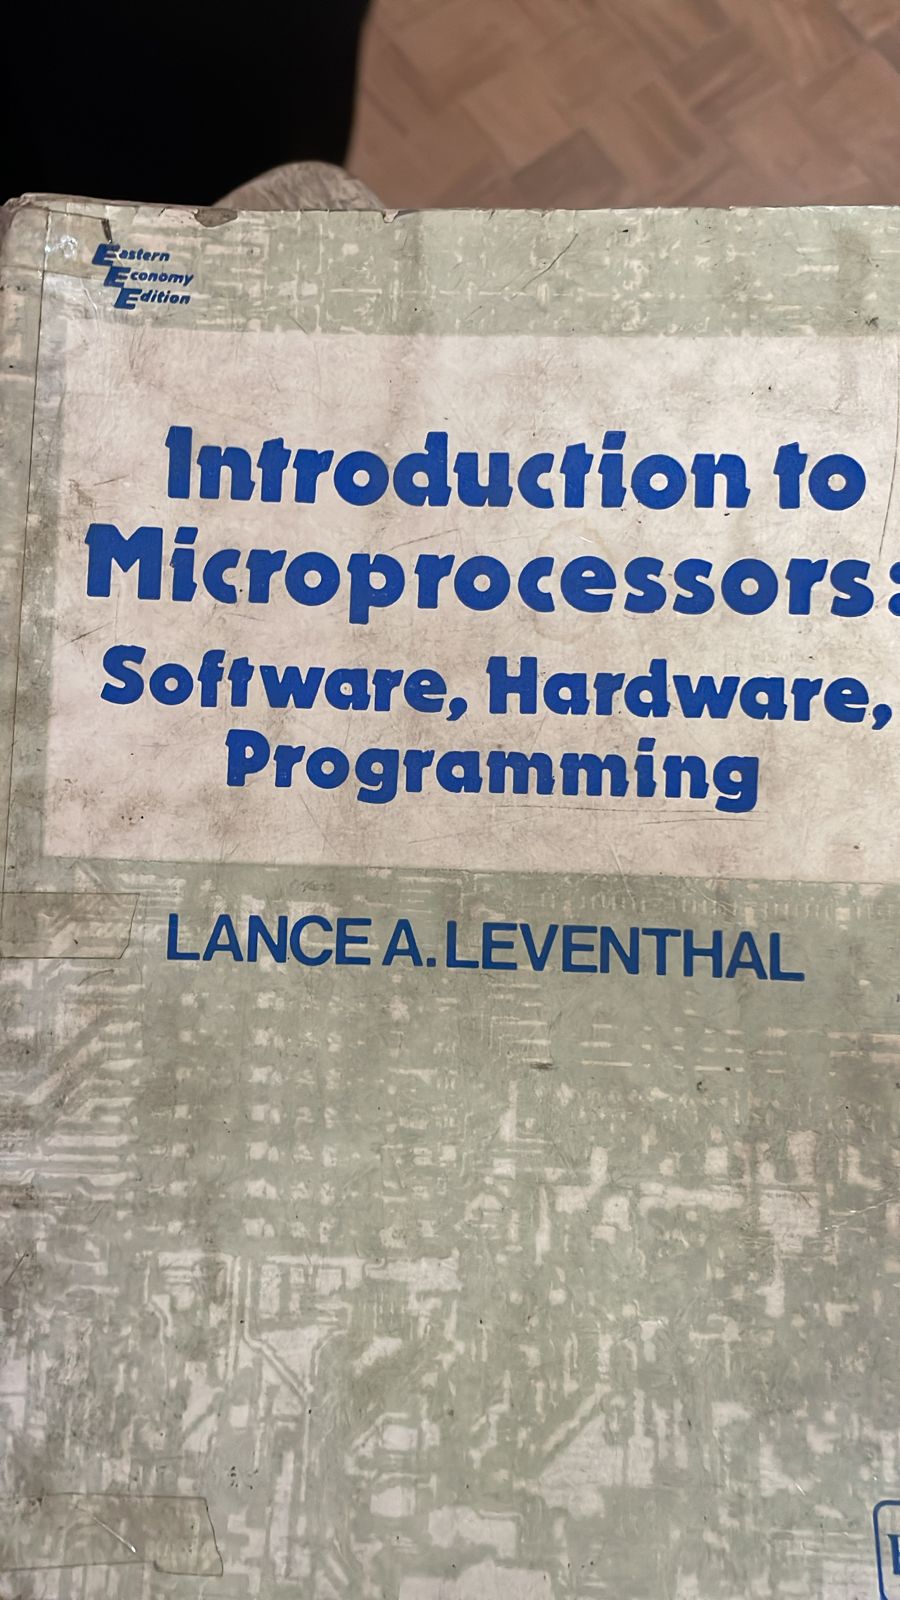 Eastern
Economy
Edition
Introduction to
Microprocessors:
Software, Hardware,
Programming
LANCE A. LEVENTHAL